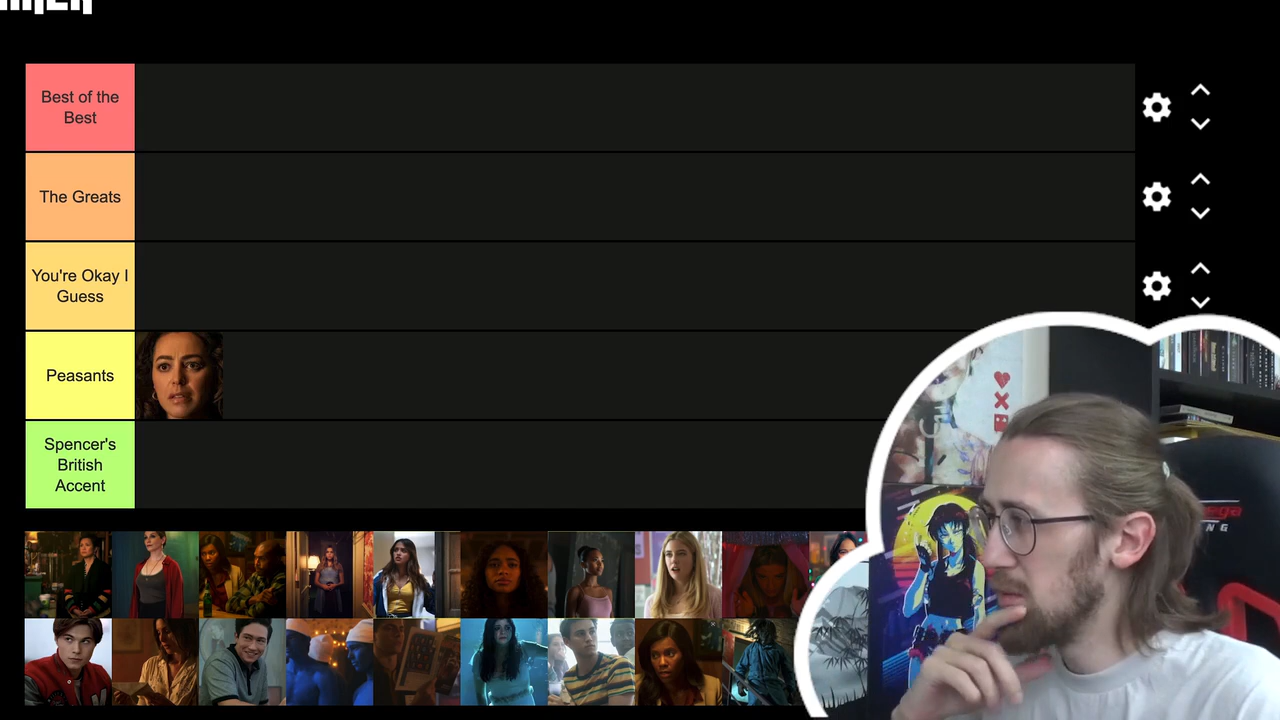 Best of the
Best
The Greats
You're Okay I
Guess
Peasants
Spencer's
British
Accent